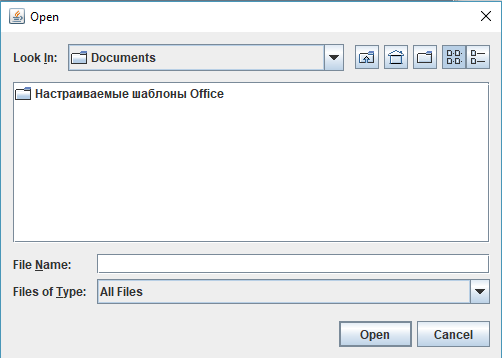 Open
Look In: Documents
Настраиваемые шаблоны Office
File Name:
Files of Type: All Files
Open Cancel